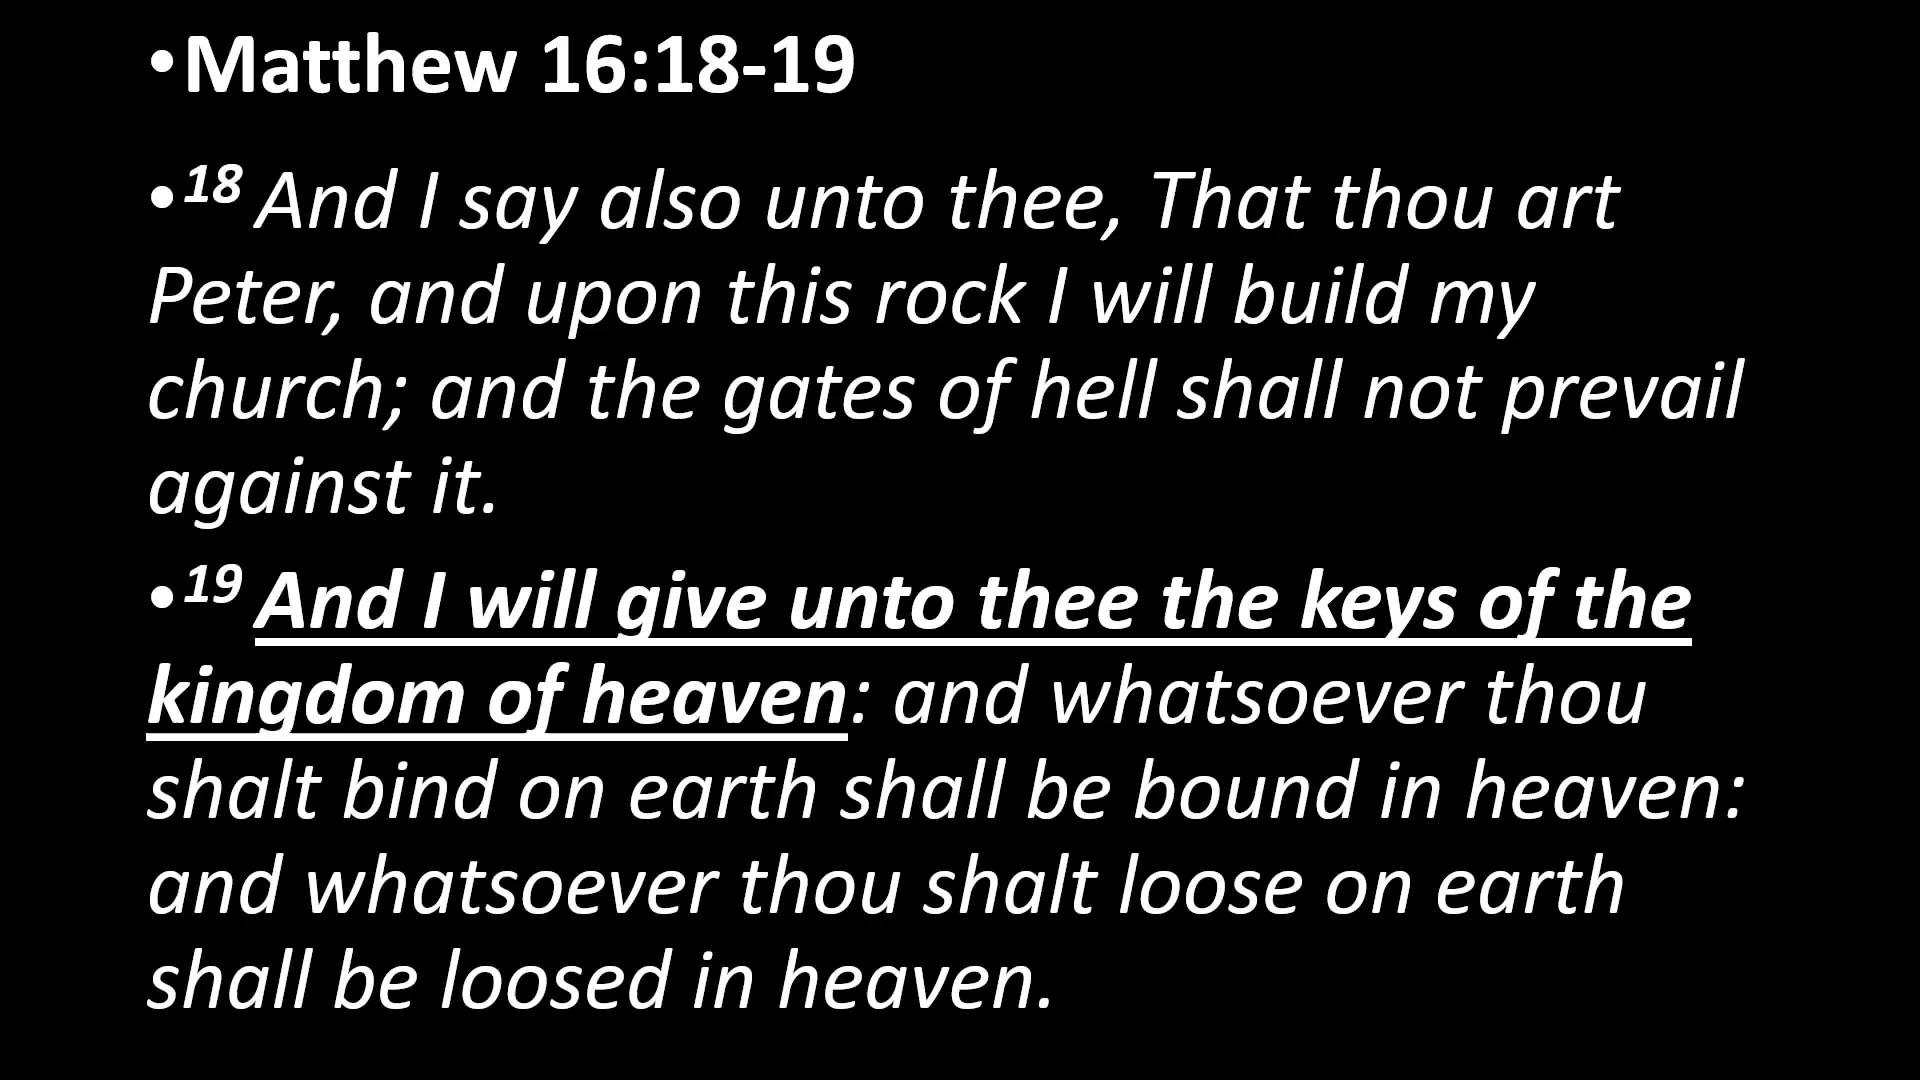 •Matthew 16:18-19
•18 And I say also unto thee, That thou art
Peter, and upon this rock I will build my
church; and the gates of hell shall not prevail
against it.
•19 And I will give unto thee the keys of the
kingdom of heaven: and whatsoever thou
shalt bind on earth shall be bound in heaven:
and whatsoever thou shalt loose on earth
shall be loosed in heaven.